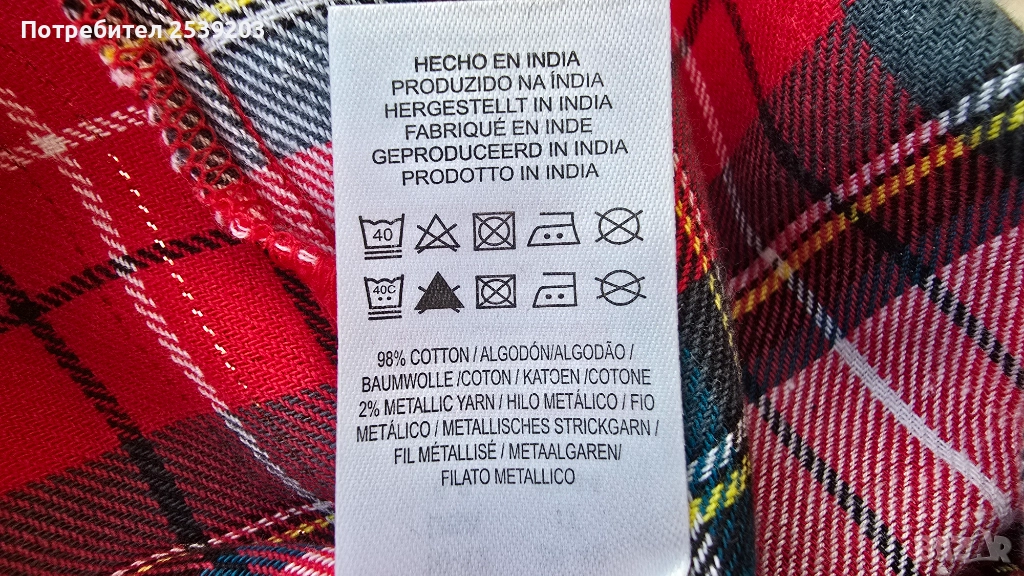 Потребител 2539203
HECHO EN INDIA
PRODUZIDO NA ÍNDIA
HERGESTELLT IN INDIA
FABRIQUÉ EN INDE
GEPRODUCEERD IN INDIA
PRODOTTO IN INDIA
40
40C
98% COTTON / ALGODÓN/ALGODÃO /
BAUMWOLLE /COTON / KATOEN /COTONE
2% METALLIC YARN / HILO METÁLICO / FIO
METÁLICO / METALLISCHES STRICKGARN /
FIL MÉTALLISÉ / METAALGAREN/
FILATO METALLICO
BAZAR